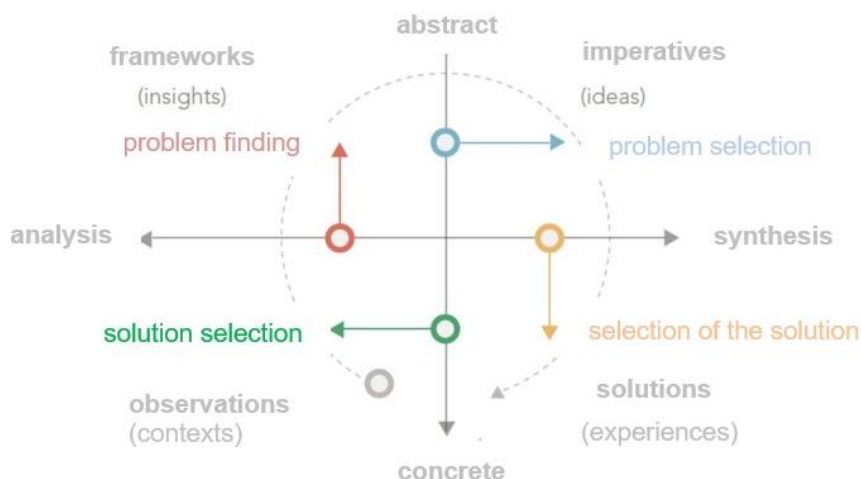 abstract
frameworks
imperatives
(insights)
(ideas)
problem finding
problem selection
analysis
synthesis
solution selection
selection of the solution
observations
solutions
(contexts)
(experiences)
concrete